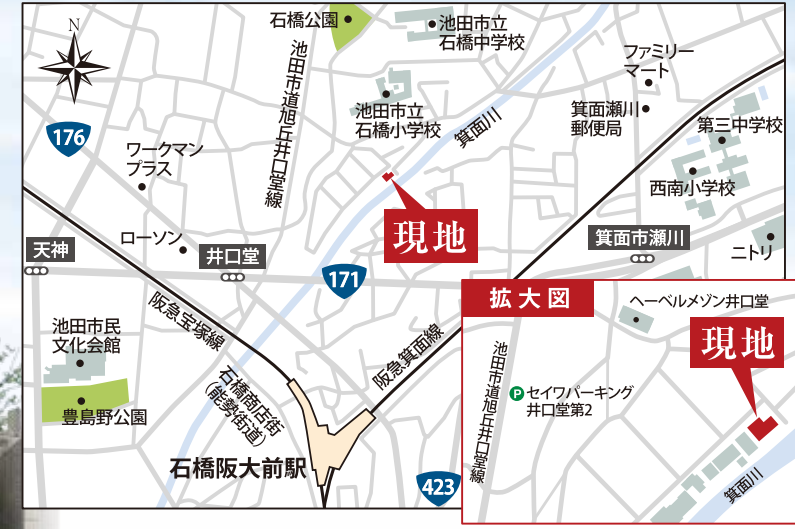 石橋公園
池田市立
石橋中学校
ファミリー
マート
N
池田市道旭丘井口堂線
池田市立
石橋小学校
箕面川
箕面瀬川
郵便局
第三中学校
176
ワークマン
プラス
西南小学校
現地
天神
ローソン
井口堂
箕面市瀬川
ニトリ
171
阪急宝塚線
池田市民
文化会館
石橋商店街
(能勢街道)
阪急箕面線
豊島野公園
石橋阪大前駅
423
拡大図
ヘーベルメゾン井口堂
現地
池田市道旭丘井口堂線
P セイワパーキング
井口堂第2
箕面川